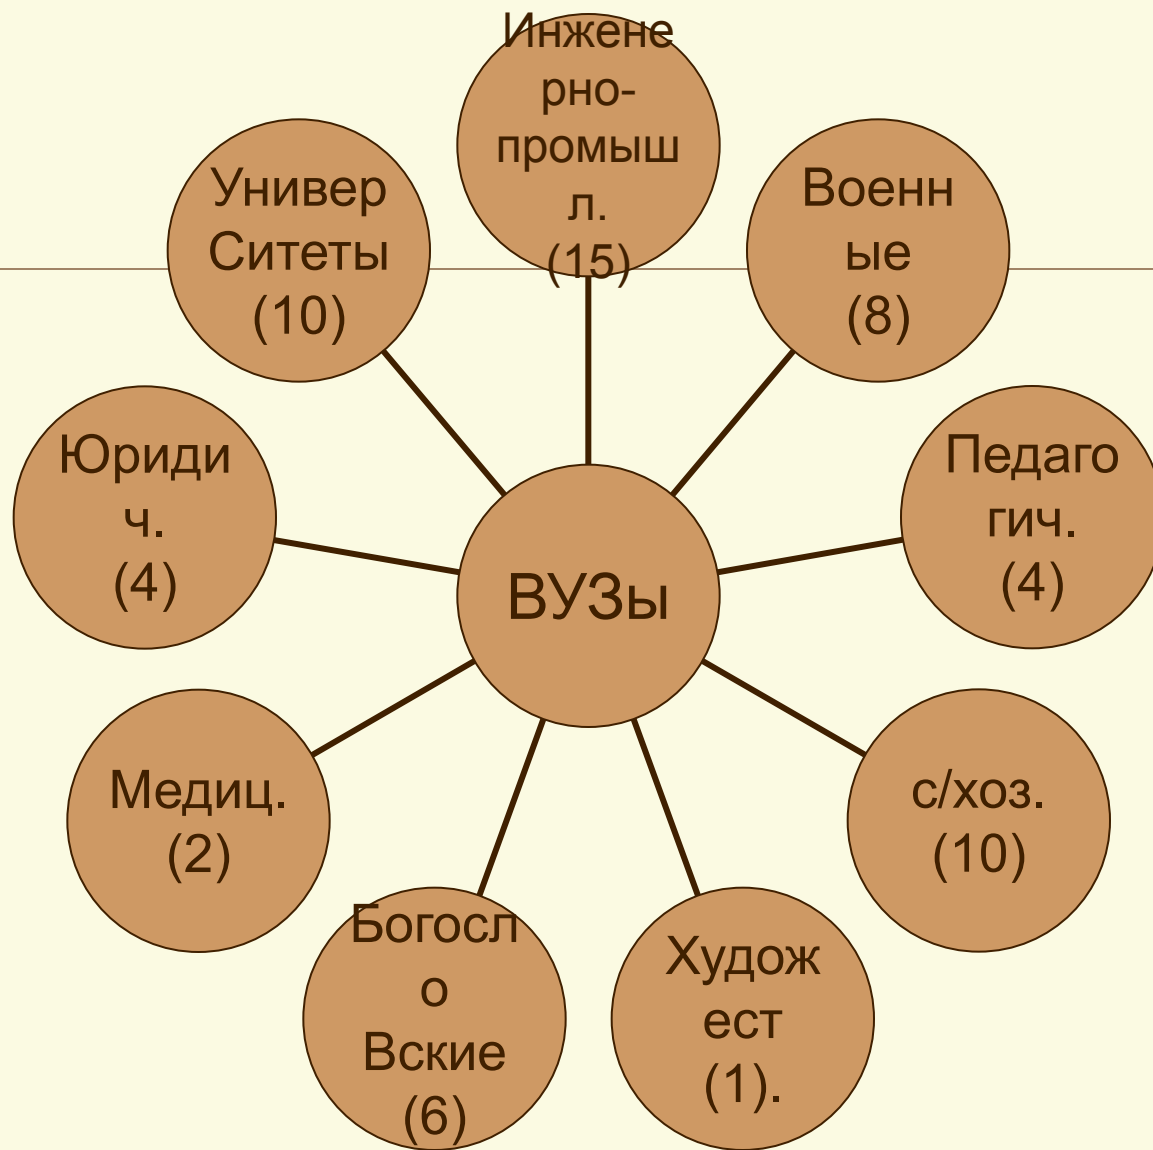 Инжене
рно-
промыш
л.
(15)
Универ
Ситеты
(10)
Военн
ые
(8)
Юриди
ч.
(4)
Педаго
гич.
(4)
ВУЗы
Медиц.
(2)
с/хоз.
(10)
Богосл
о
Вские
(6)
Худож
ест
(1).